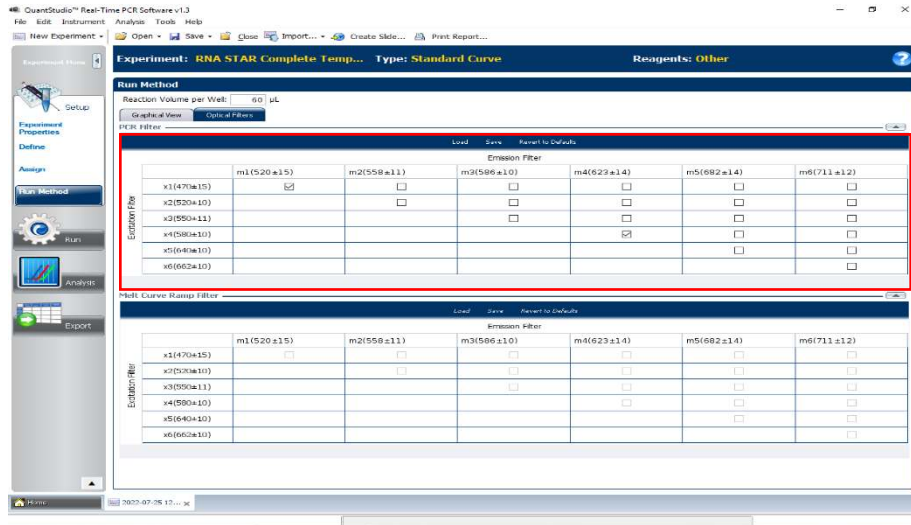 QuantStudio™ Real-Time PCR Software v1.3
File Edit Instrument Analysis Tools Help
New Experiment Open Save Close Import... Create Slide... Print Report...
Experiment Menu
Experiment: RNA STAR Complete Temp... Type: Standard Curve Reagents: Other
Run Method
Setup
Reaction Volume per Well: 60 µL
Graphical View Optical Filters
Experiment Properties
Define
Assign
Run Method
Run
Analysis
Export
PCR Filter
Load Save Revert to Defaults
Emission Filter
m1(520±15) m2(558±11) m3(586±10) m4(623±14) m5(682±14) m6(711±12)
Excitation Filter
x1(470±15)
x2(520±10)
x3(550±11)
x4(580±10)
x5(640±10)
x6(662±10)
Melt Curve Ramp Filter
Load Save Revert to Defaults
Emission Filter
m1(520±15) m2(558±11) m3(586±10) m4(623±14) m5(682±14) m6(711±12)
Excitation Filter
x1(470±15)
x2(520±10)
x3(550±11)
x4(580±10)
x5(640±10)
x6(662±10)
Home 2022-07-25 12...